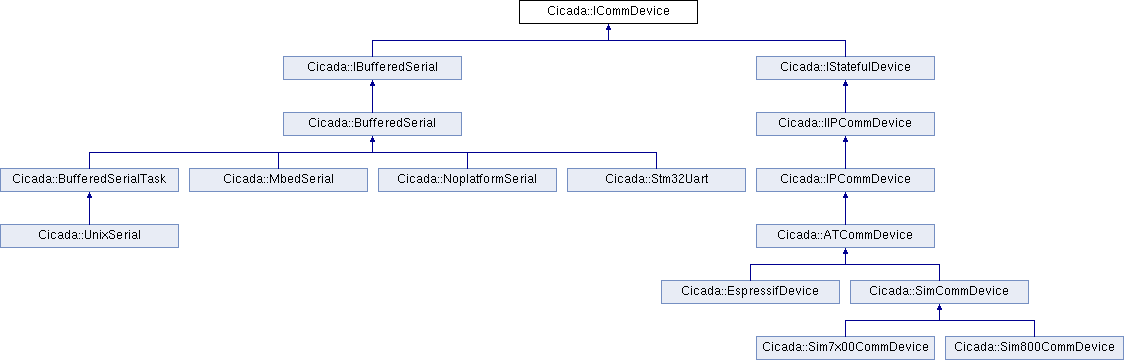 Cicada::ICommDevice
Cicada::IBufferedSerial
Cicada::IStatefulDevice
Cicada::BufferedSerial
Cicada::IIPCommDevice
Cicada::BufferedSerialTask
Cicada::MbedSerial
Cicada::NoplatformSerial
Cicada::Stm32Uart
Cicada::IPCommDevice
Cicada::UnixSerial
Cicada::ATCommDevice
Cicada::EspressifDevice
Cicada::SimCommDevice
Cicada::Sim7x00CommDevice
Cicada::Sim800CommDevice